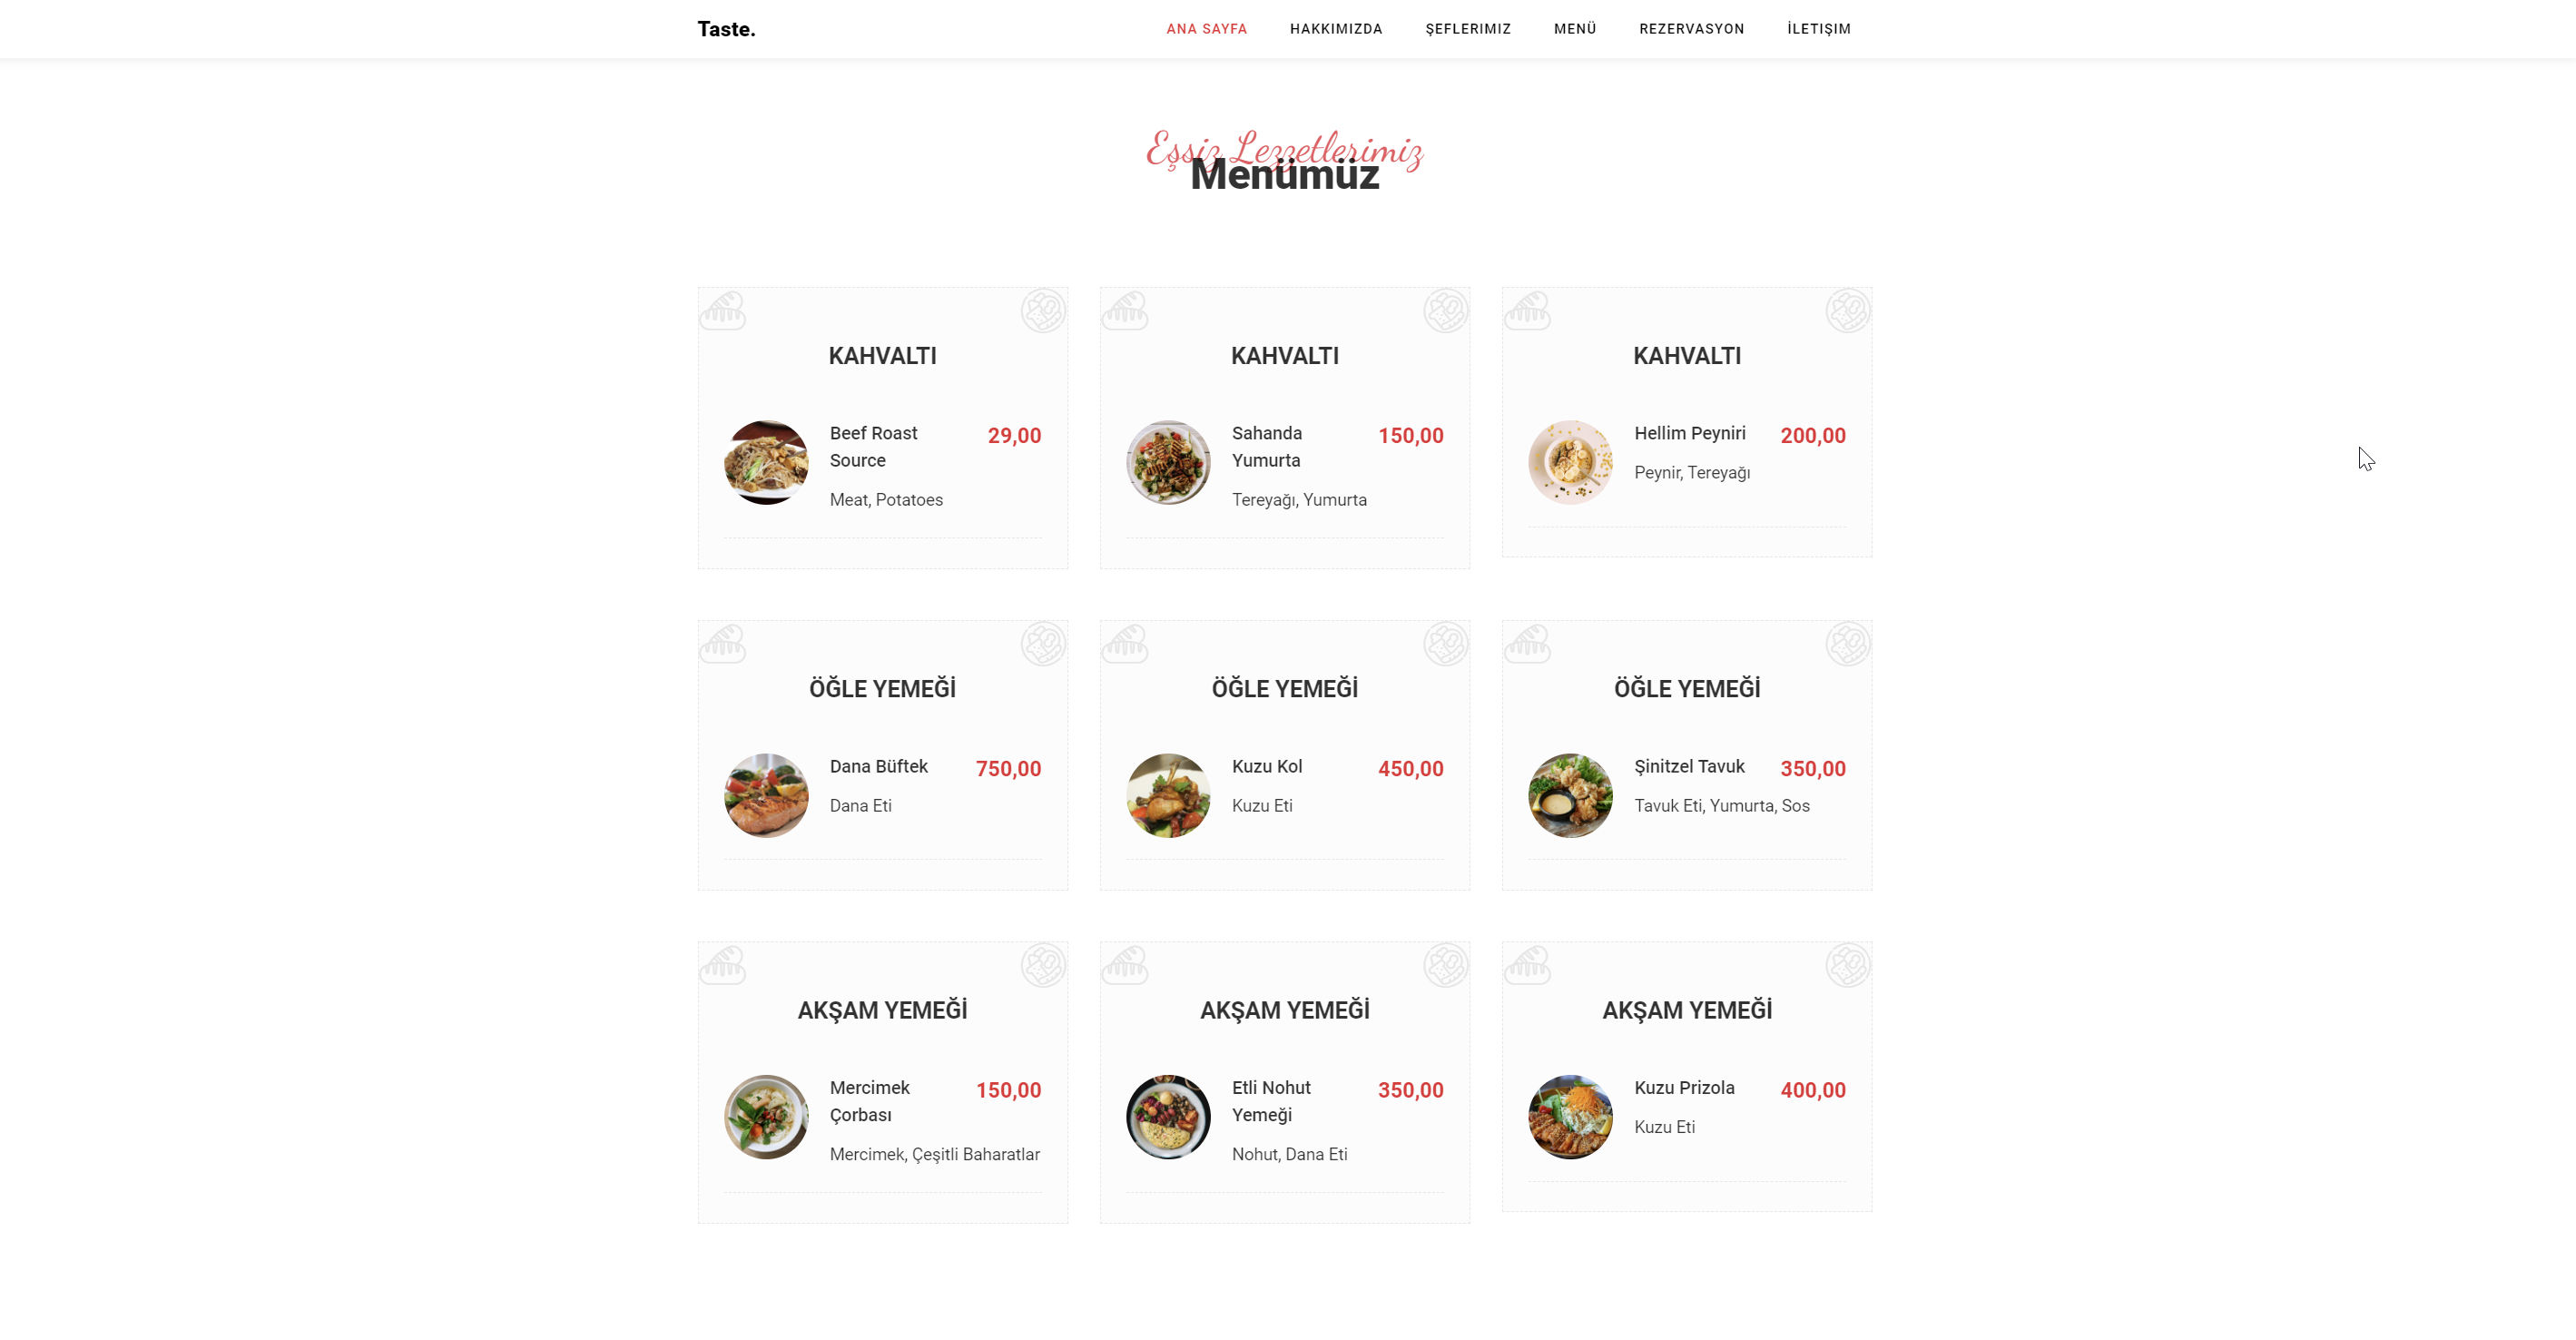 Taste.
ANA SAYFA HAKKIMIZDA ŞEFLERIMIZ MENÜ REZERVASYON İLETIŞIM
Eşsiz Lezzetlerimiz
Menümüz
KAHVALTI
Beef Roast
Source
29,00
Meat, Potatoes
KAHVALTI
Sahanda
Yumurta
150,00
Tereyağı, Yumurta
KAHVALTI
Hellim Peyniri
200,00
Peynir, Tereyağı
ÖĞLE YEMEĞİ
Dana Büftek
750,00
Dana Eti
ÖĞLE YEMEĞİ
Kuzu Kol
450,00
Kuzu Eti
ÖĞLE YEMEĞİ
Şinitzel Tavuk
350,00
Tavuk Eti, Yumurta, Sos
AKŞAM YEMEĞİ
Mercimek
Çorbası
150,00
Mercimek, Çeşitli Baharatlar
AKŞAM YEMEĞİ
Etli Nohut
Yemeği
350,00
Nohut, Dana Eti
AKŞAM YEMEĞİ
Kuzu Prizola
400,00
Kuzu Eti